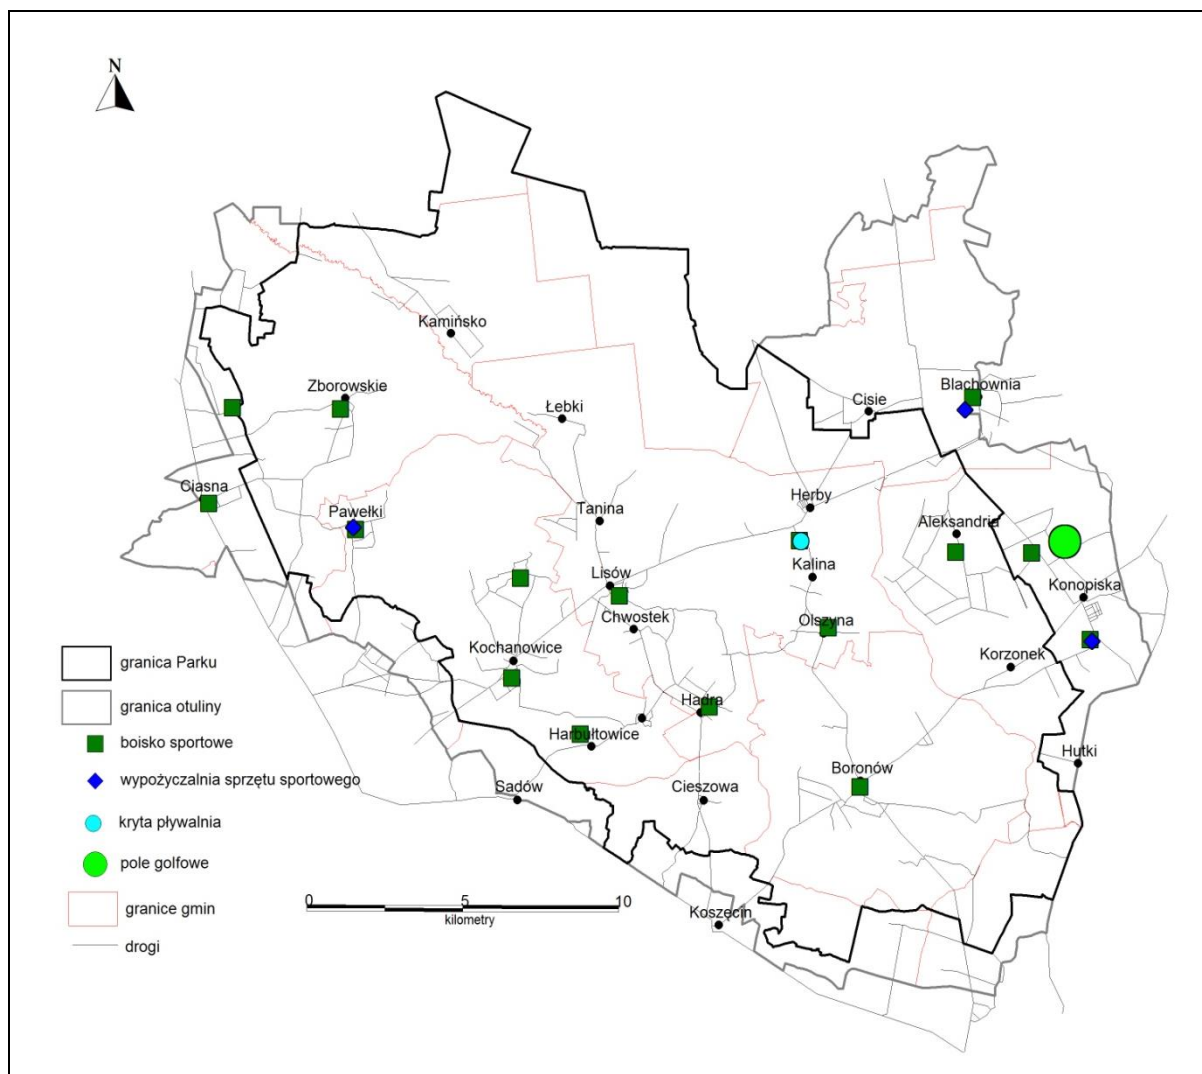 N
Kamińsko
Zborowskie
Łebki
Cisie
Blachownia
Ciasna
Pawełki
Tanina
Herby
Aleksandria
Lisów
Kalina
Konopiska
Chwostek
Olszyna
Kochanowice
Korzonek
Hadra
Harbułtowice
Hutki
Boronów
Sadów
Cieszowa
Koszęcin
granica Parku
granica otuliny
boisko sportowe
wypożyczalnia sprzętu sportowego
kryta pływalnia
pole golfowe
granice gmin
drogi
0 5 10
kilometry